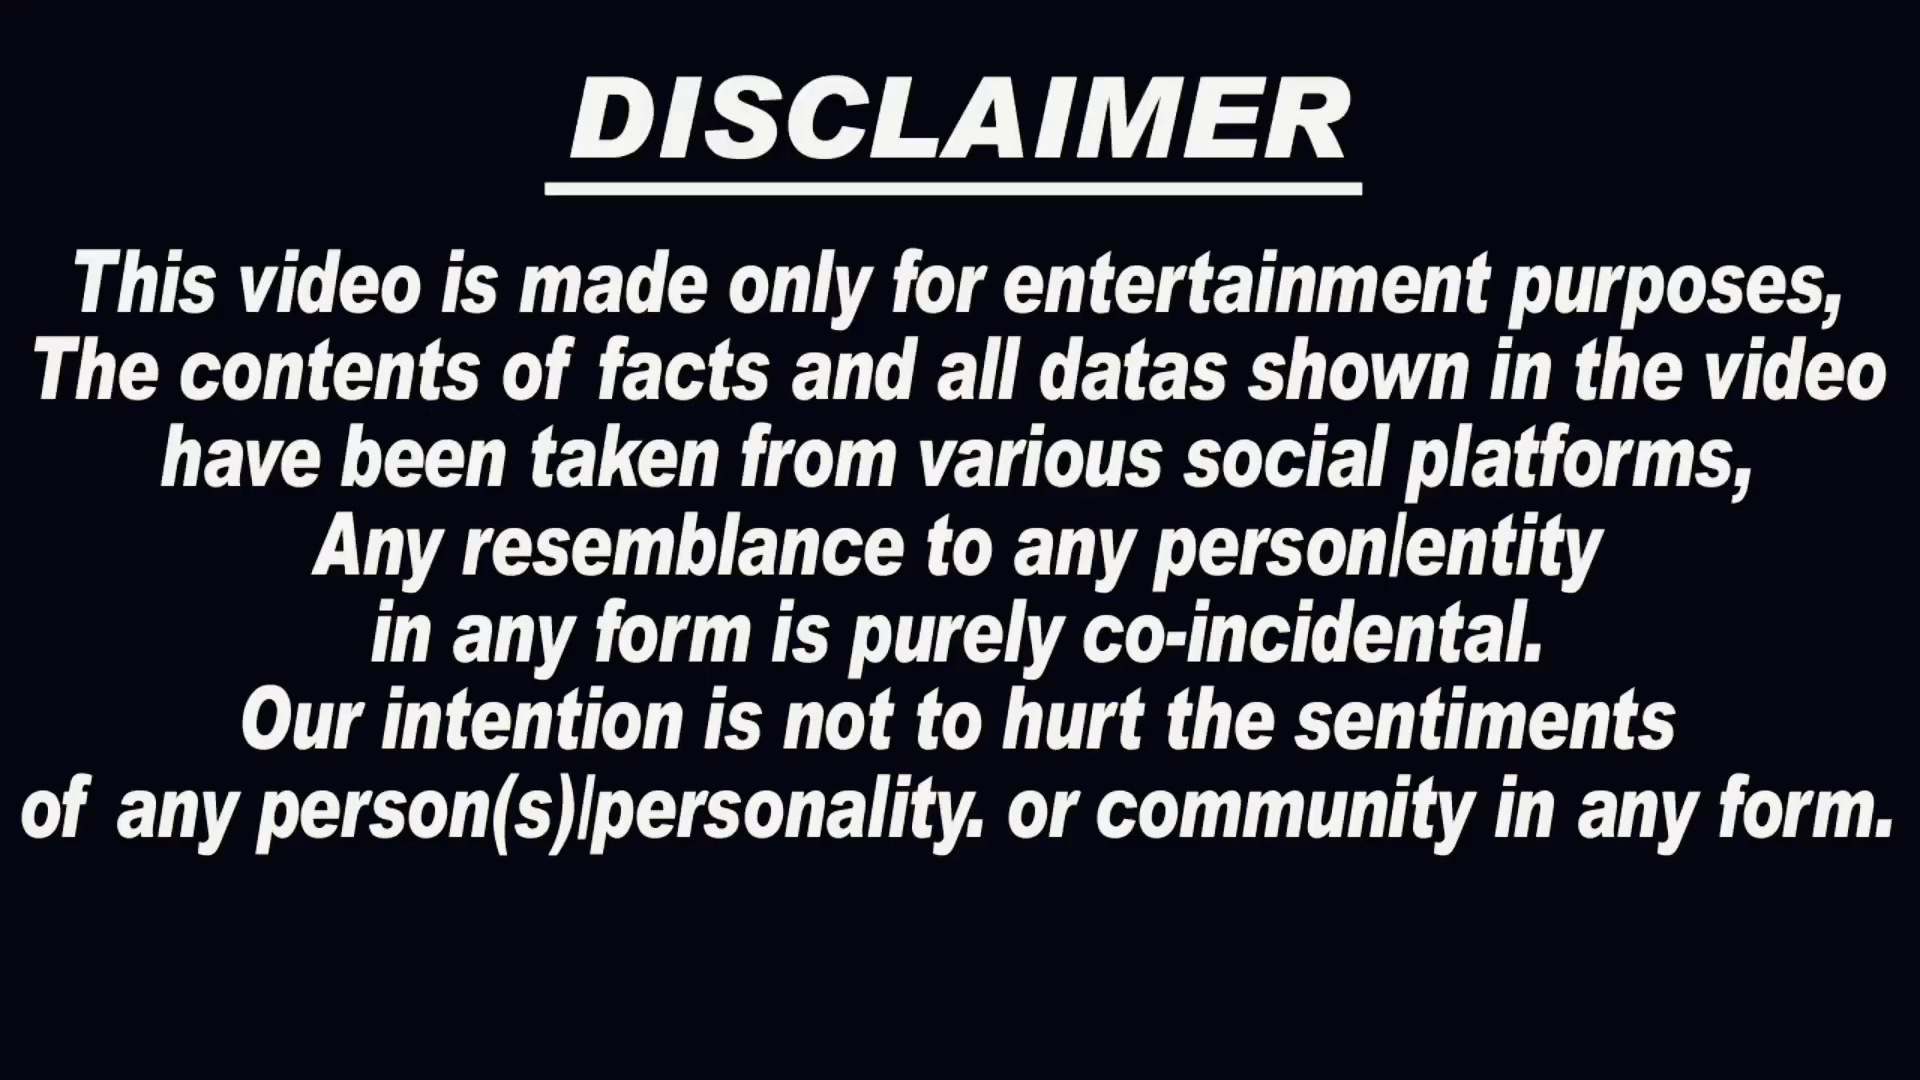 DISCLAIMER
This video is made only for entertainment purposes,
The contents of facts and all datas shown in the video
have been taken from various social platforms,
Any resemblance to any person/entity
in any form is purely co-incidental.
Our intention is not to hurt the sentiments
of any person(s)/personality. or community in any form.